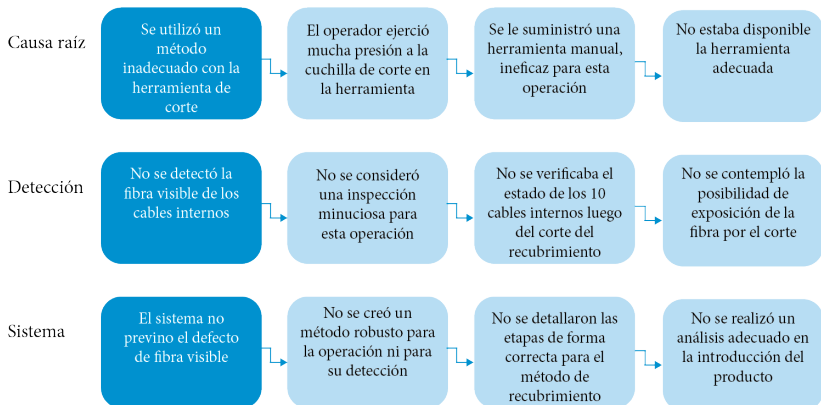 Causa raíz
Se utilizó un
método
inadecuado con la
herramienta de
corte
El operador ejerció
mucha presión a la
cuchilla de corte en
la herramienta
Se le suministró una
herramienta manual,
ineficaz para esta
operación
No estaba disponible
la herramienta
adecuada
Detección
No se detectó la
fibra visible de los
cables internos
No se consideró
una inspección
minuciosa para
esta operación
No se verificaba el
estado de los 10
cables internos luego
del corte del
recubrimiento
No se contempló la
posibilidad de
exposición de la
fibra por el corte
Sistema
El sistema no
previno el defecto
de fibra visible
No se creó un
método robusto para
la operación ni para
su detección
No se detallaron las
etapas de forma
correcta para el
método de
recubrimiento
No se realizó un
análisis adecuado en
la introducción del
producto